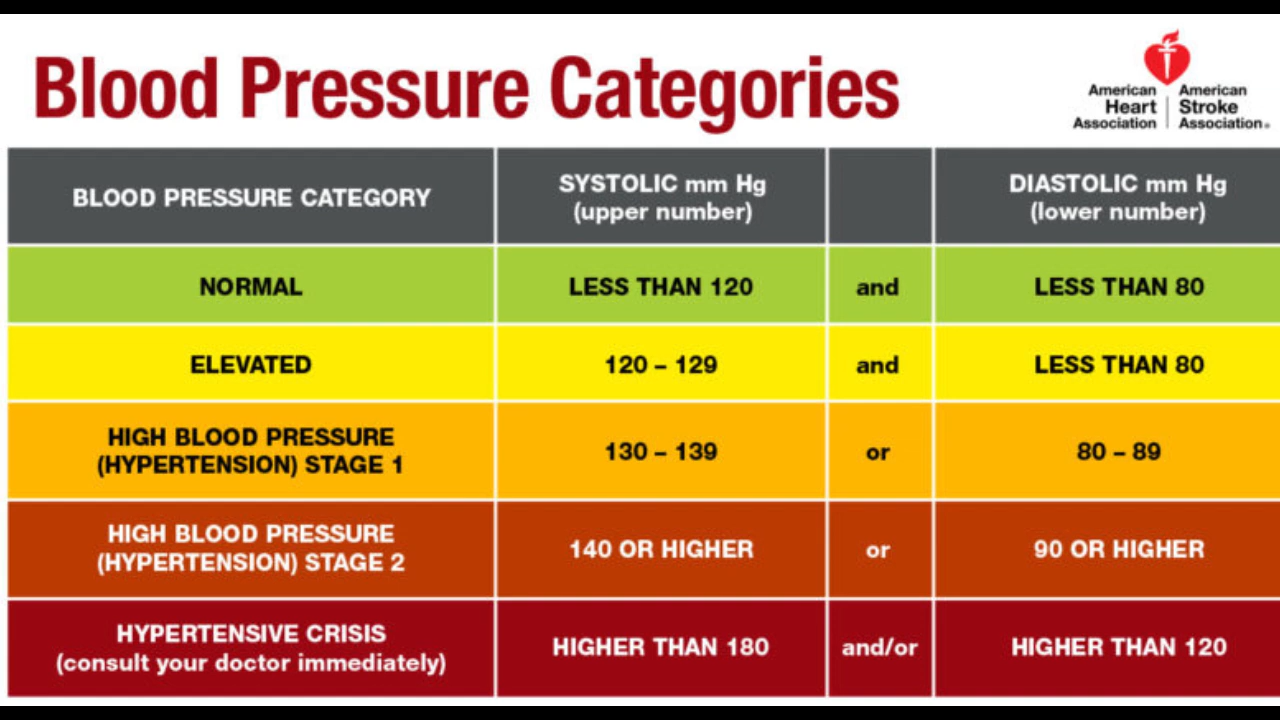 Blood Pressure Categories
American Heart Association
American Stroke Association®
BLOOD PRESSURE CATEGORY
SYSTOLIC mm Hg
(upper number)
DIASTOLIC mm Hg
(lower number)
NORMAL
LESS THAN 120
and
LESS THAN 80
ELEVATED
120 – 129
and
LESS THAN 80
HIGH BLOOD PRESSURE
(HYPERTENSION) STAGE 1
130 – 139
or
80 – 89
HIGH BLOOD PRESSURE
(HYPERTENSION) STAGE 2
140 OR HIGHER
or
90 OR HIGHER
HYPERTENSIVE CRISIS
(consult your doctor immediately)
HIGHER THAN 180
and/or
HIGHER THAN 120